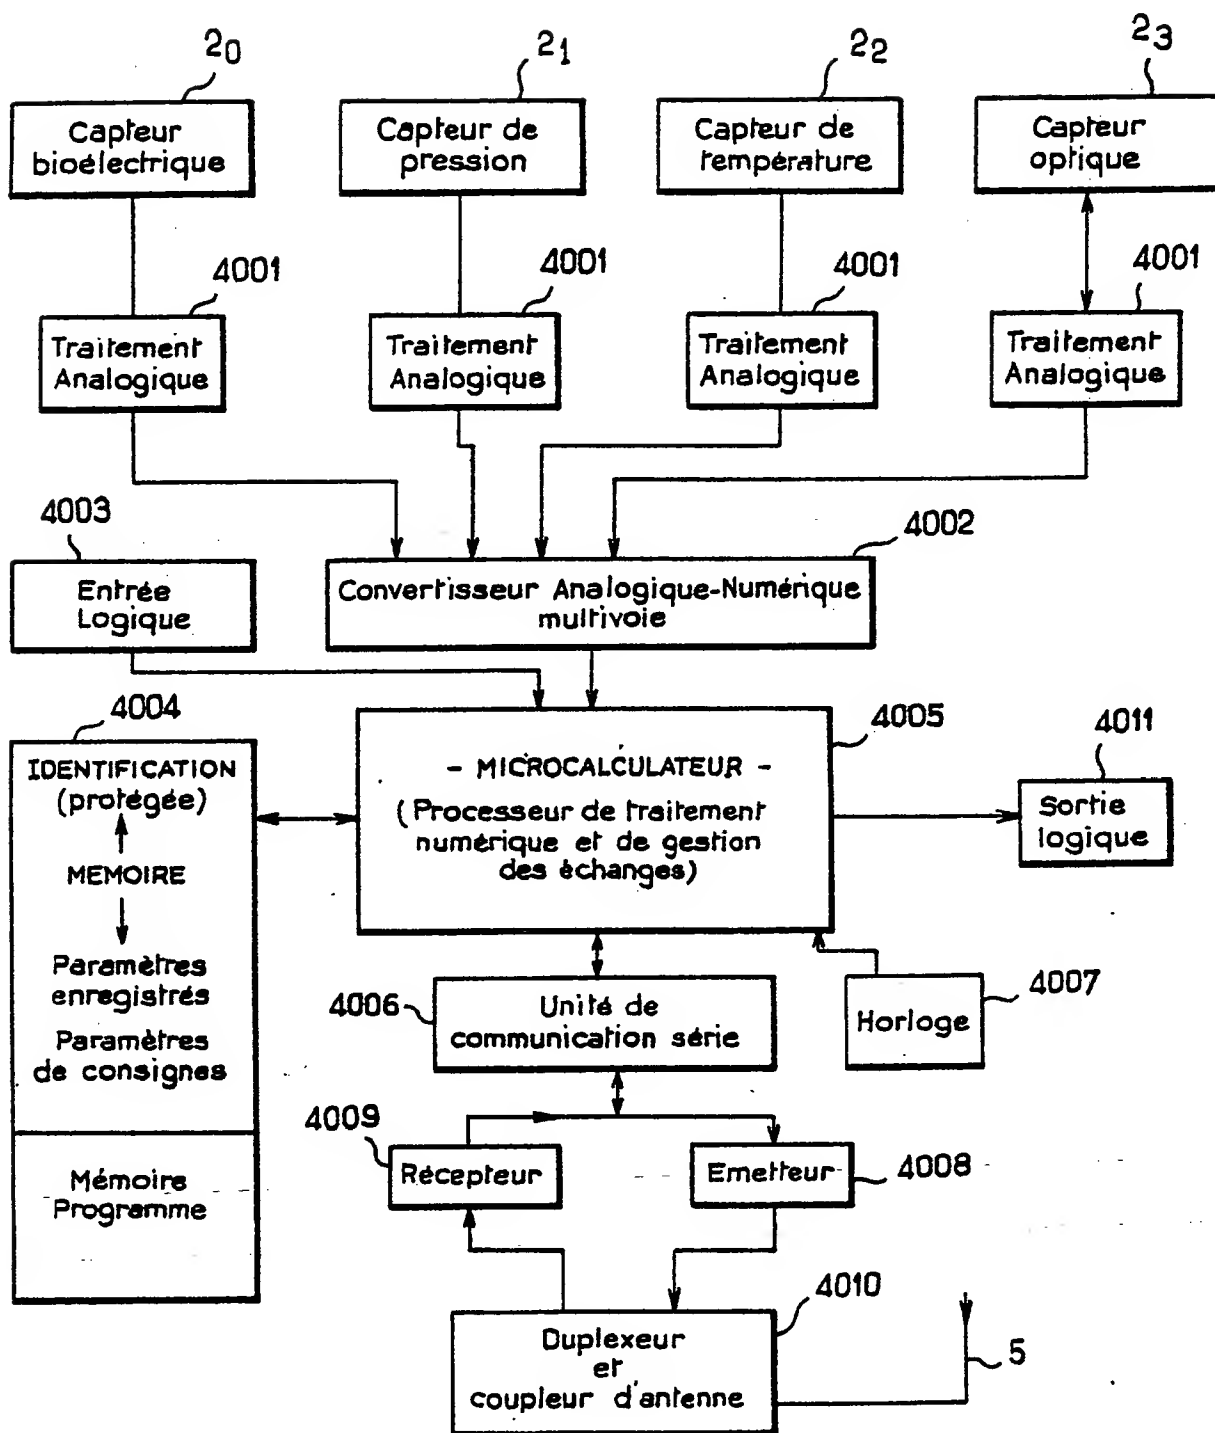 2₀
2₁
2₂
2₃
Capteur
bioélectrique
Capteur de
pression
Capteur de
température
Capteur
optique
4001
4001
4001
4001
Traitement
Analogique
Traitement
Analogique
Traitement
Analogique
Traitement
Analogique
4003
4002
Entrée
Logique
Convertisseur Analogique-Numérique
multivoie
4004
4005
4011
IDENTIFICATION
(protégée)
MEMOIRE
Paramètres
enregistrés
Paramètres
de consignes
Mémoire
Programme
- MICROCALCULATEUR -
(Processeur de traitement
numérique et de gestion
des échanges)
Sortie
logique
4006
Unité de
communication série
4007
Horloge
4009
Récepteur
Emetteur
4008
4010
Duplexeur
et
coupleur d'antenne
5